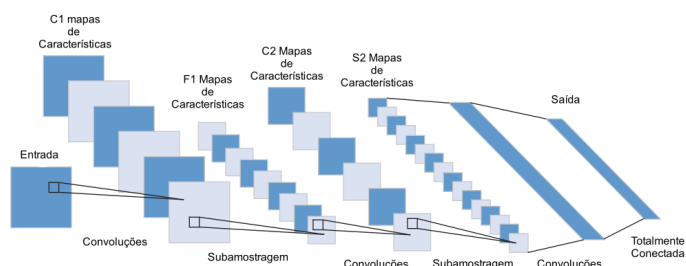 C1 mapas
de
Características
F1 Mapas
de
Características
C2 Mapas
de
Características
S2 Mapas
de
Características
Saída
Entrada
Convoluções
Subamostragem
Convoluções
Subamostragem
Convoluções
Totalmente
Conectada